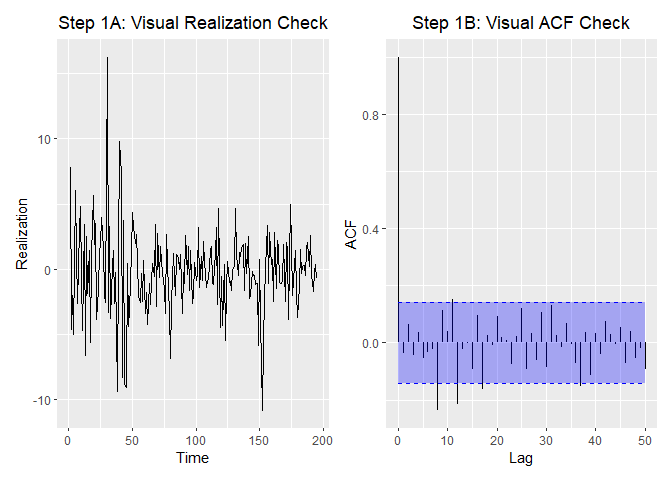 Step 1A: Visual Realization Check
Realization
10
0
-10
0
50
100
150
200
Time
Step 1B: Visual ACF Check
ACF
0.8
0.4
0.0
0
10
20
30
40
50
Lag